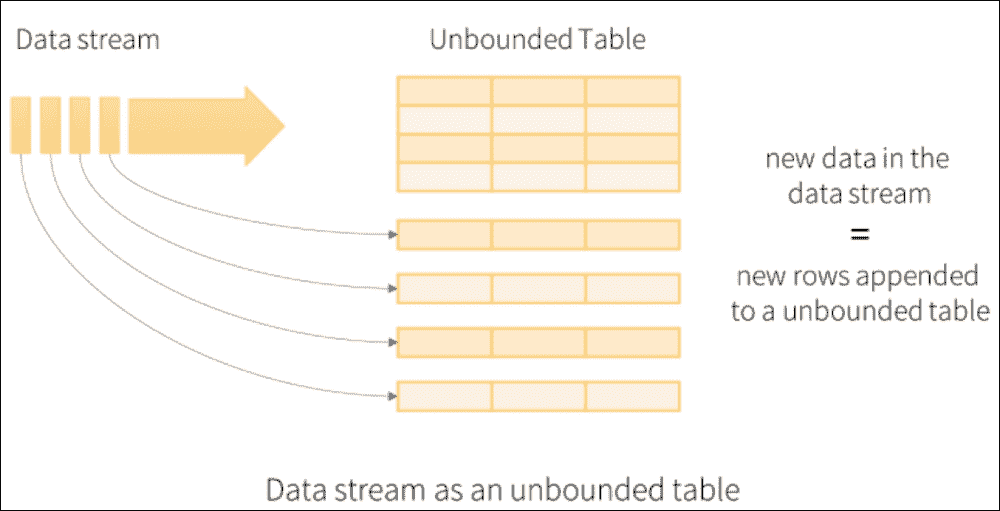 Data stream
Unbounded Table
new data in the
data stream
=
new rows appended
to a unbounded table
Data stream as an unbounded table